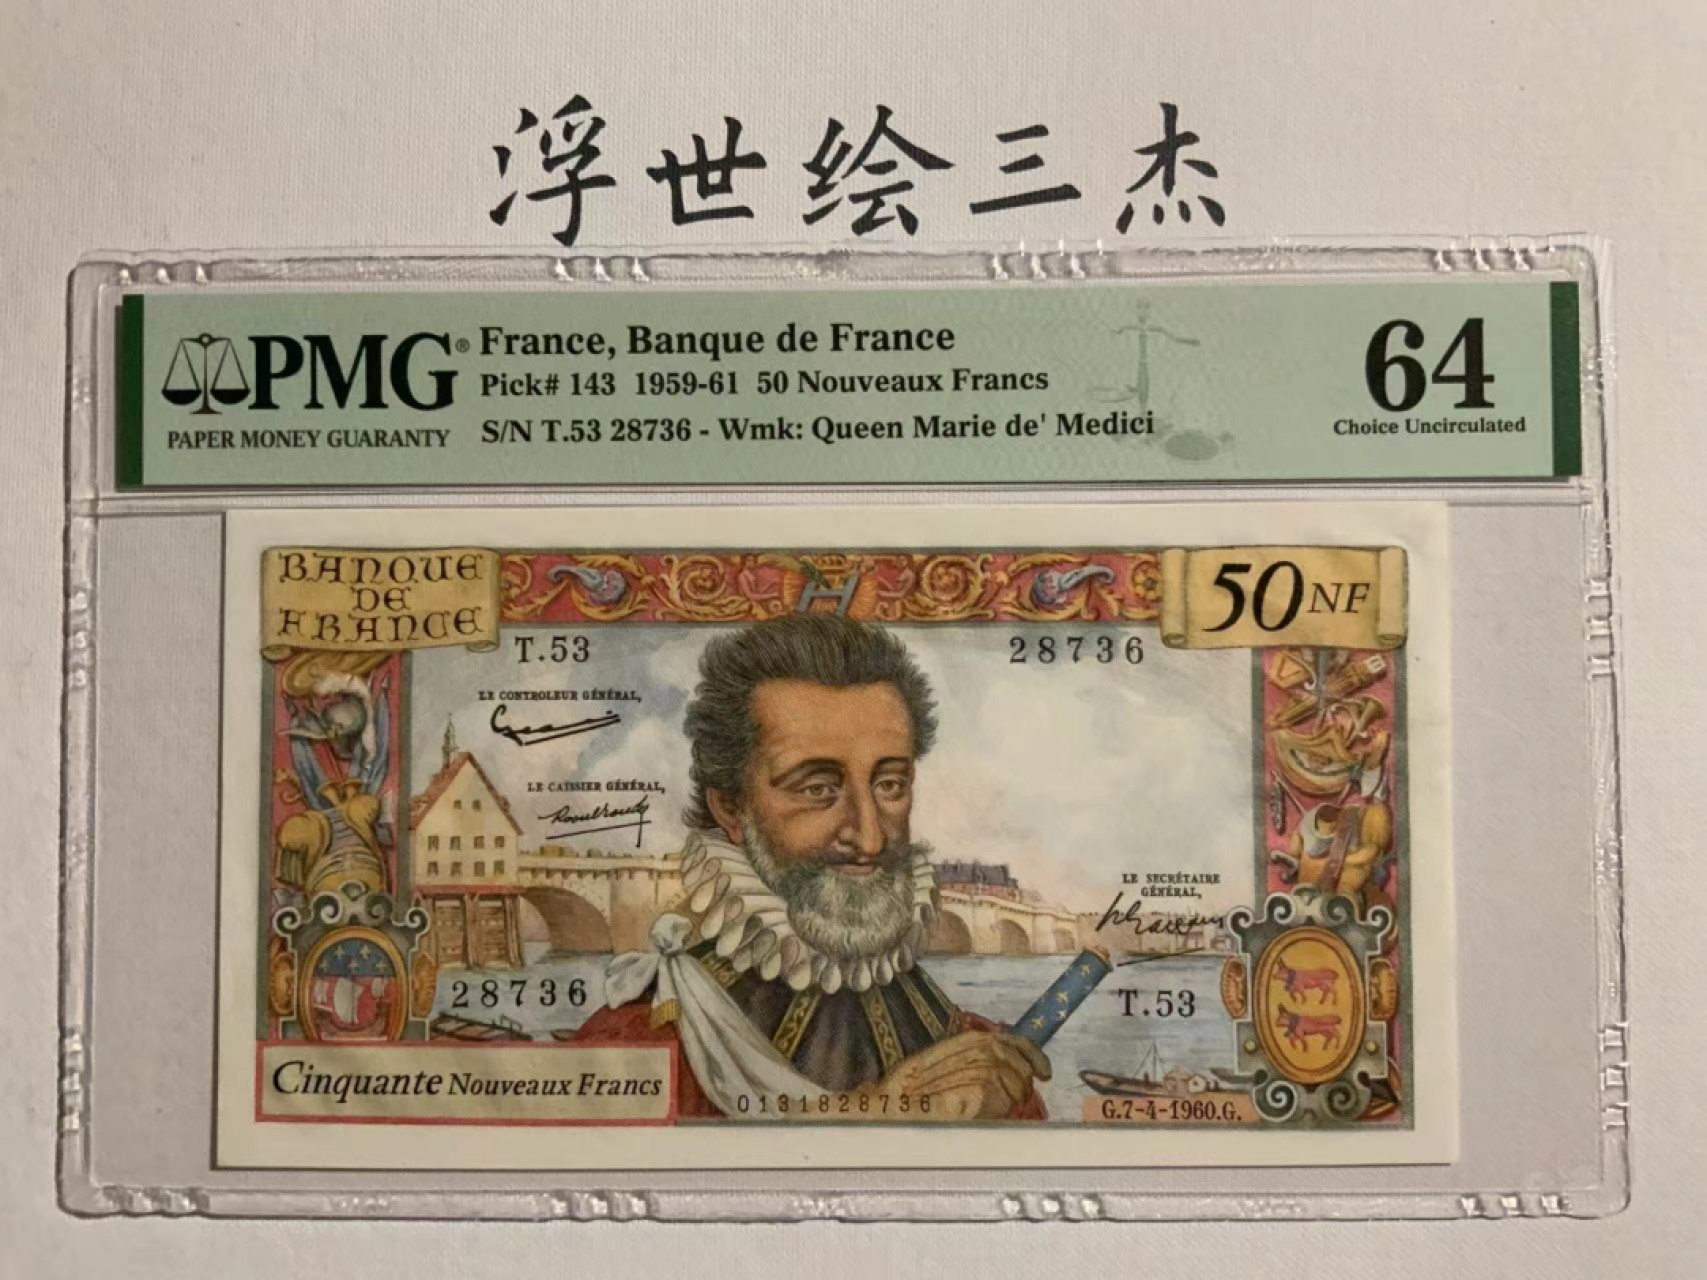 浮世绘三杰
PMG®
PAPER MONEY GUARANTY
France, Banque de France
Pick# 143 1959-61 50 Nouveaux Francs
S/N T.53 28736 - Wmk: Queen Marie de' Medici
64
Choice Uncirculated
BANQUE
DE
FRANCE
50 NF
T.53
28736
LE CONTROLEUR GÉNÉRAL,
LE CAISSIER GÉNÉRAL,
LE SECRÉTAIRE
GÉNÉRAL,
28736
T.53
Cinquante Nouveaux Francs
0131828736
G.7-4-1960.G.